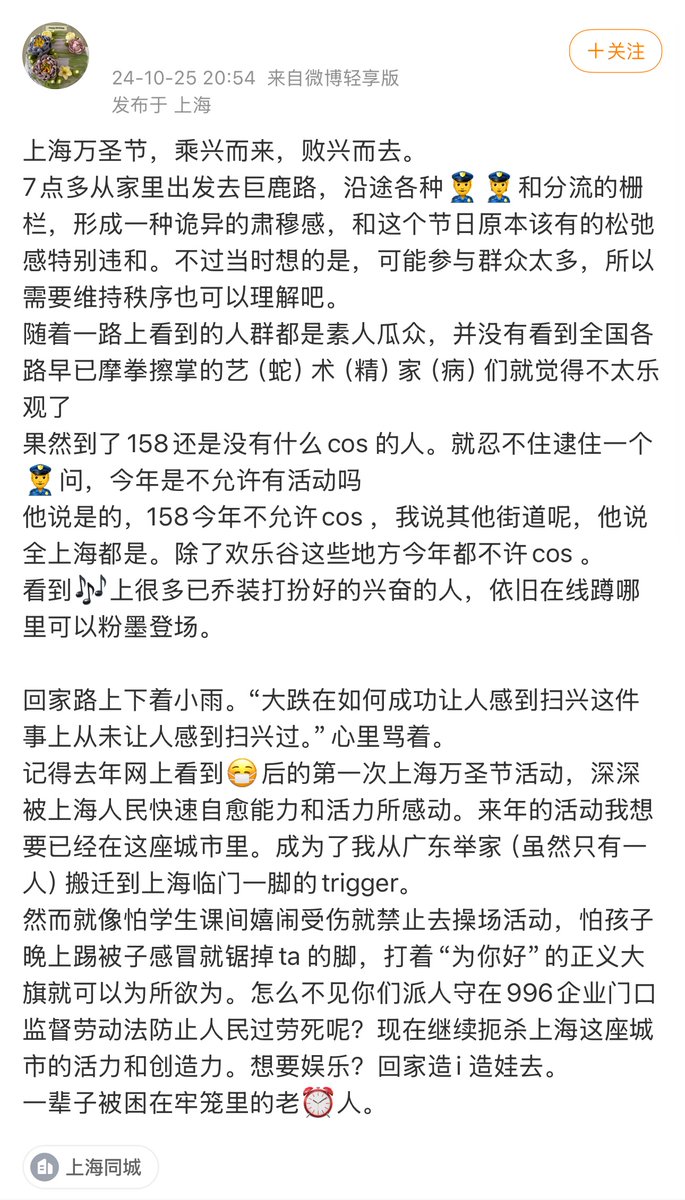 +关注
24-10-25 20:54 来自微博轻享版
发布于 上海
上海万圣节，乘兴而来，败兴而去。
7点多从家里出发去巨鹿路，沿途各种👮👮和分流的栅
栏，形成一种诡异的肃穆感，和这个节日原本该有的松弛
感特别违和。不过当时想的是，可能参与群众太多，所以
需要维持秩序也可以理解吧。
随着一路上看到的人群都是素人瓜众，并没有看到全国各
路早已摩拳擦掌的艺（蛇）术（精）家（病）们就觉得不太乐
观了
果然到了158还是没有什么cos的人。就忍不住逮住一个
👮问，今年是不允许有活动吗
他说是的，158今年不允许cos，我说其他街道呢，他说
全上海都是。除了欢乐谷这些地方今年都不许cos。
看到🎶上很多已乔装打扮好的兴奋的人，依旧在线蹲哪
里可以粉墨登场。
回家路上下着小雨。“大跌在如何成功让人感到扫兴这件
事上从未让人感到扫兴过。”心里骂着。
记得去年网上看到😷后的第一次上海万圣节活动，深深
被上海人民快速自愈能力和活力所感动。来年的活动我想
要已经在这座城市里。成为了我从广东举家（虽然只有一
人）搬迁到上海临门一脚的trigger。
然而就像怕学生课间嬉闹受伤就禁止去操场活动，怕孩子
晚上踢被子感冒就锯掉ta的脚，打着“为你好”的正义大
旗就可以为所欲为。怎么不见你们派人守在996企业门口
监督劳动法防止人民过劳死呢？现在继续扼杀上海这座城
市的活力和创造力。想要娱乐？回家造i造娃去。
一辈子被困在牢笼里的老⏰人。
上海同城